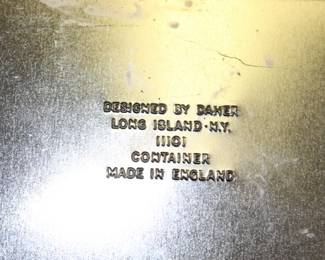 DESIGNED BY DAHER
LONG ISLAND·N.Y.
11101
CONTAINER
MADE IN ENGLAND